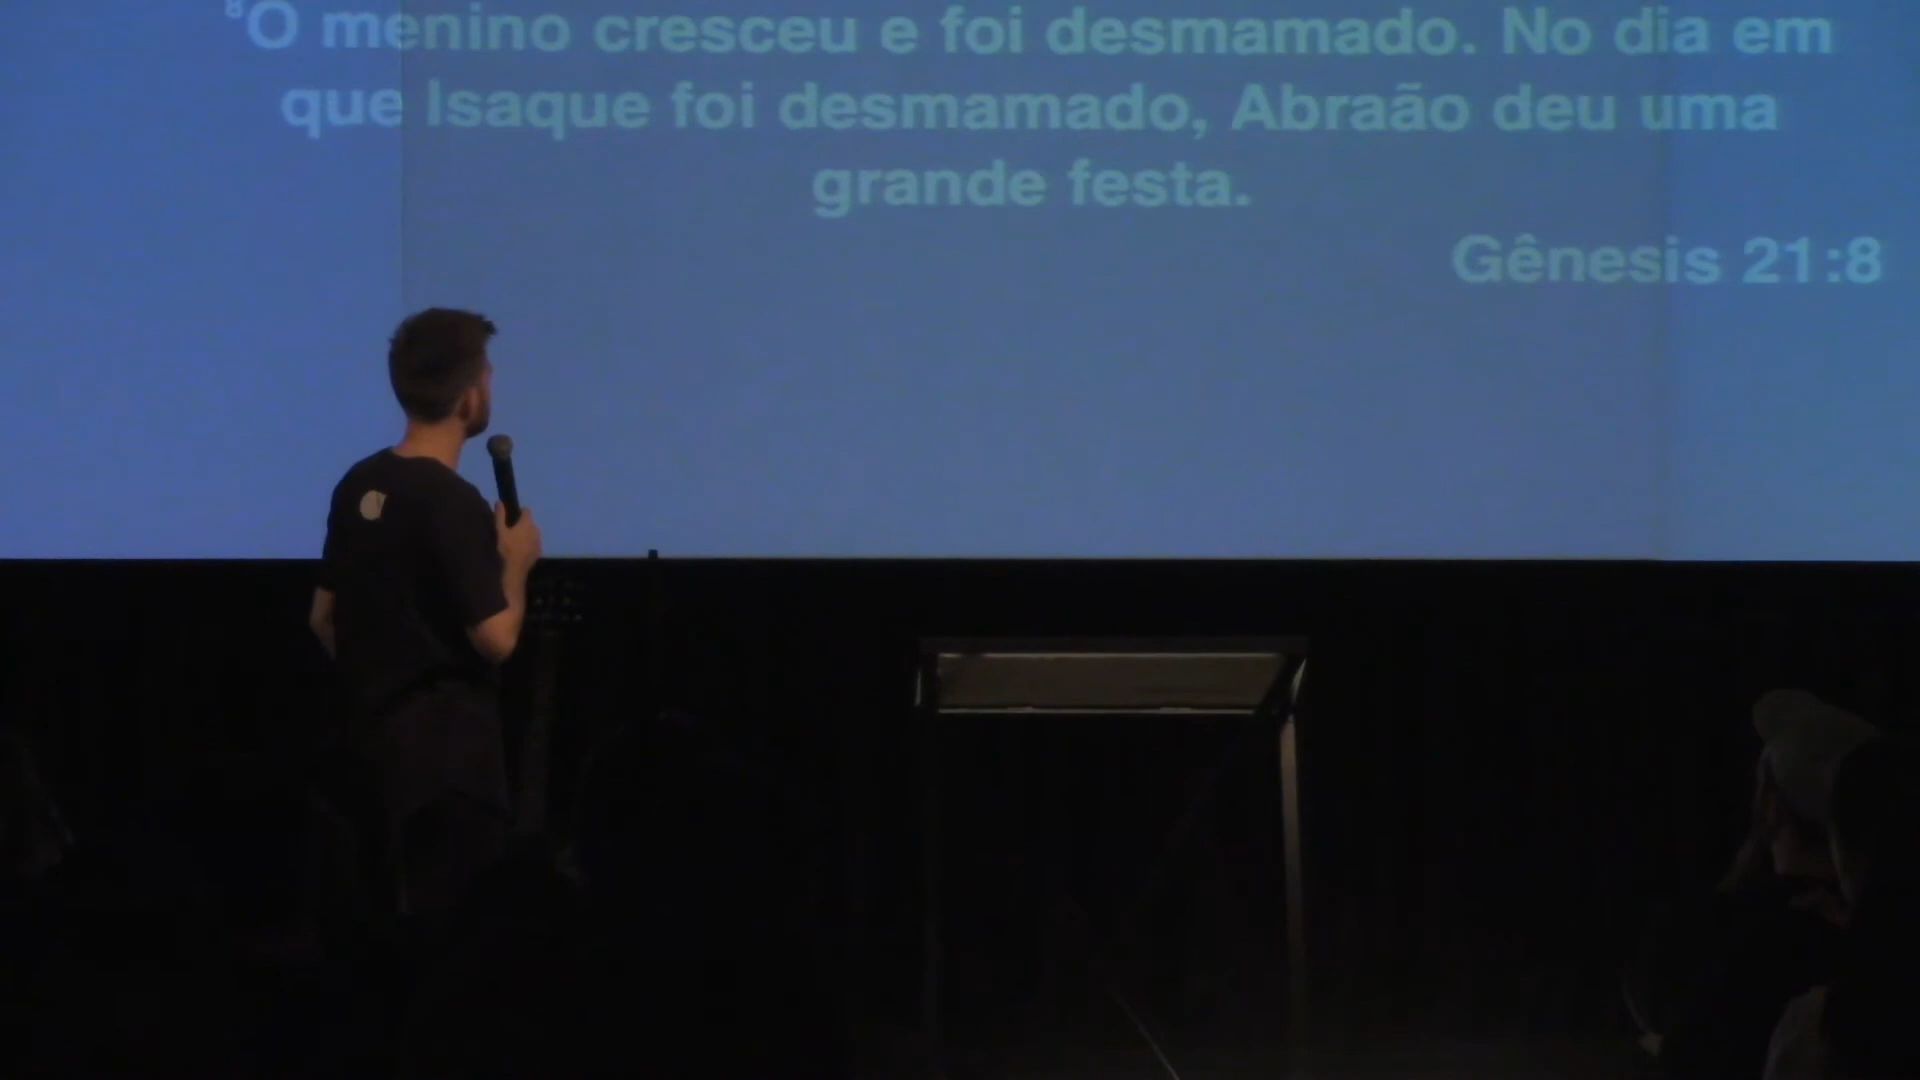 ⁸O menino cresceu e foi desmamado. No dia em
que Isaque foi desmamado, Abraão deu uma
grande festa.
Gênesis 21:8